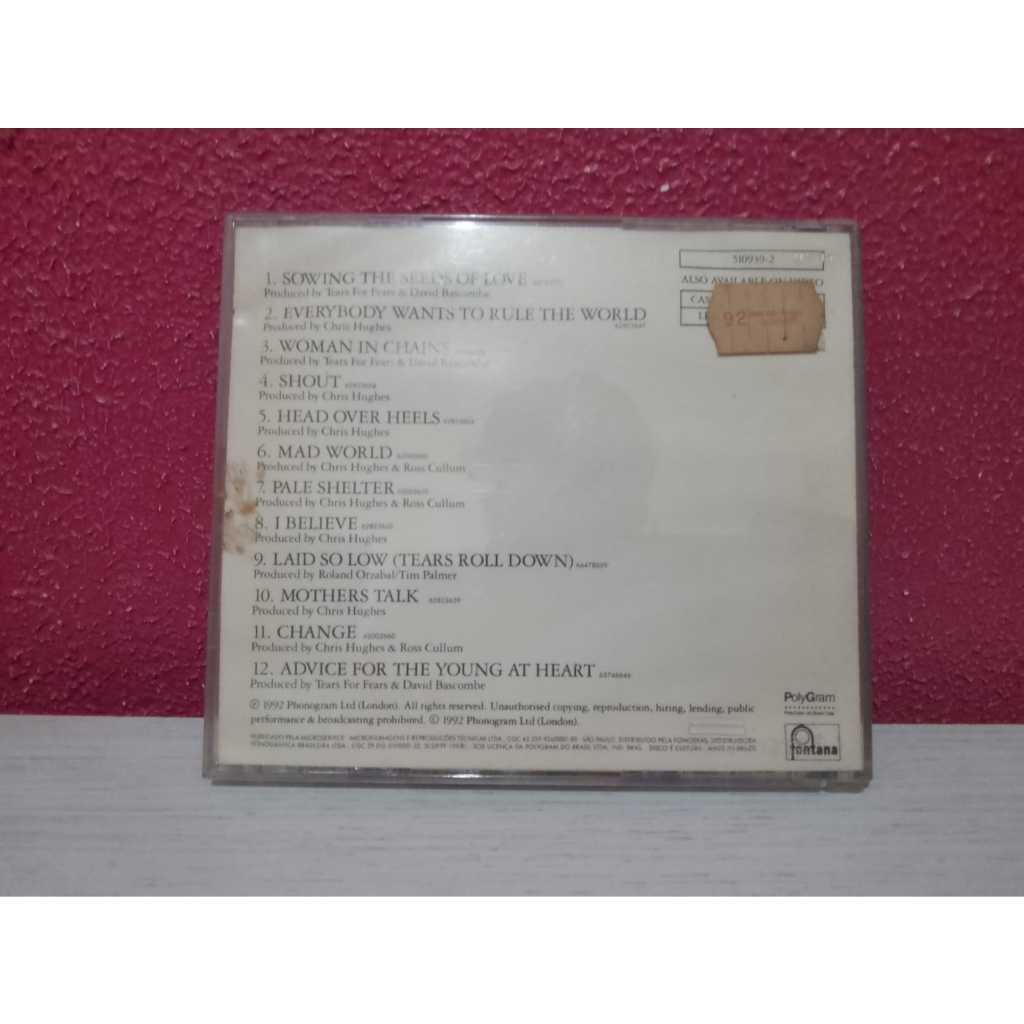 510939-2
ALSO AVAILABLE ON VIDEO
92
1. SOWING THE SEEDS OF LOVE
Produced by Tears For Fears & David Bascombe
2. EVERYBODY WANTS TO RULE THE WORLD
Produced by Chris Hughes
3. WOMAN IN CHAINS
Produced by Tears For Fears & David Bascombe
4. SHOUT
Produced by Chris Hughes
5. HEAD OVER HEELS
Produced by Chris Hughes
6. MAD WORLD
Produced by Chris Hughes & Ross Cullum
7. PALE SHELTER
Produced by Chris Hughes & Ross Cullum
8. I BELIEVE
Produced by Chris Hughes
9. LAID SO LOW (TEARS ROLL DOWN)
Produced by Roland Orzabal/Tim Palmer
10. MOTHERS TALK
Produced by Chris Hughes
11. CHANGE
Produced by Chris Hughes & Ross Cullum
12. ADVICE FOR THE YOUNG AT HEART
Produced by Tears For Fears & David Bascombe
℗ 1992 Phonogram Ltd (London). All rights reserved. Unauthorised copying, reproduction, hiring, lending, public
performance & broadcasting prohibited. © 1992 Phonogram Ltd (London).
PolyGram
fontana